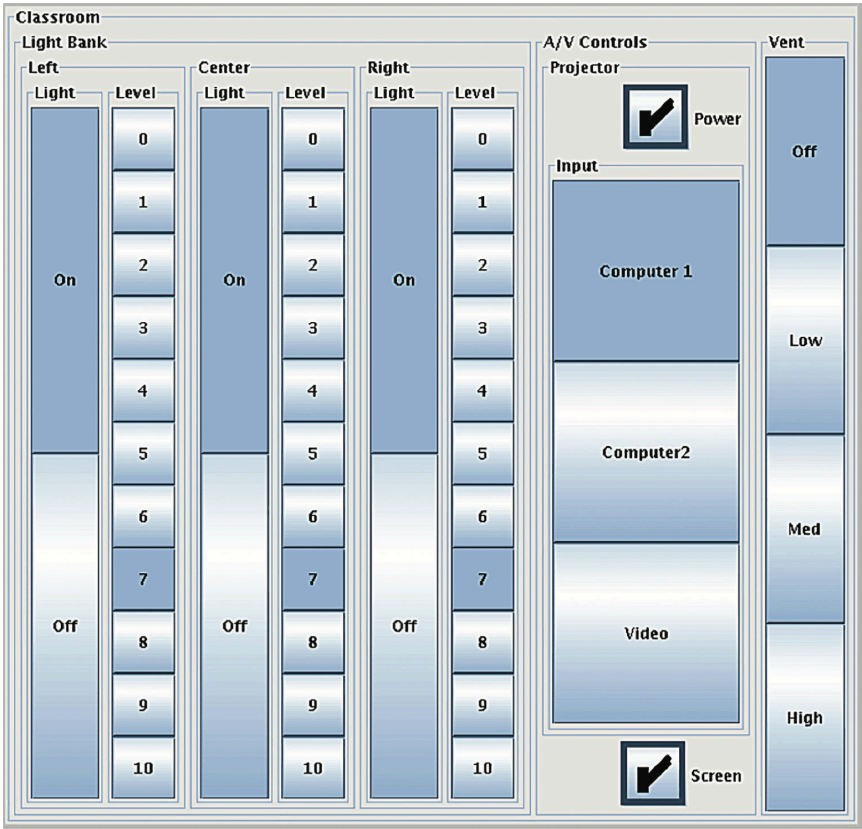 Classroom
Light Bank
Left
Light
On
Off
Level
0
1
2
3
4
5
6
7
8
9
10
Center
Light
On
Off
Level
0
1
2
3
4
5
6
7
8
9
10
Right
Light
On
Off
Level
0
1
2
3
4
5
6
7
8
9
10
A/V Controls
Projector
Power
Input
Computer 1
Computer2
Video
Screen
Vent
Off
Low
Med
High